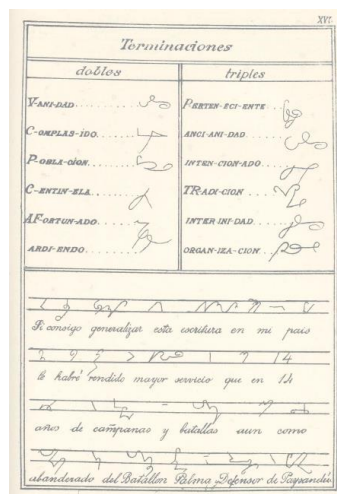 XVI
Terminaciones
dobles
triples
V-ANI-DAD
C-OMPLAS-IDO
P-OBLA-CION
C-ENTIN-ELA
AF-ORTUN-ADO
ARDI-ENDO
PERTEN-ECI-ENTE
ANCI-ANI-DAD
INTEN-CION-ADO
TRADI-CION
INTER INI-DAD
ORGAN-IZA-CION
Si consigo generalizar esta escritura en mi pais
le habré rendido mayor servicio que en 14
años de campañas y batallas aun como
abanderado del Batallon Palma Defensor de Paysandú